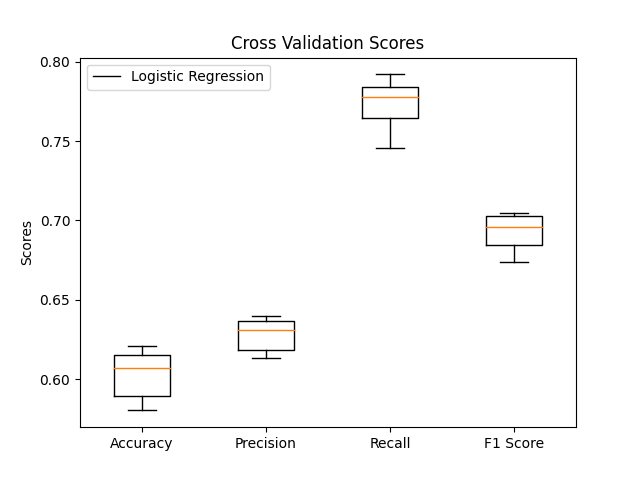 Cross Validation Scores
Logistic Regression
Scores
0.80
0.75
0.70
0.65
0.60
Accuracy
Precision
Recall
F1 Score